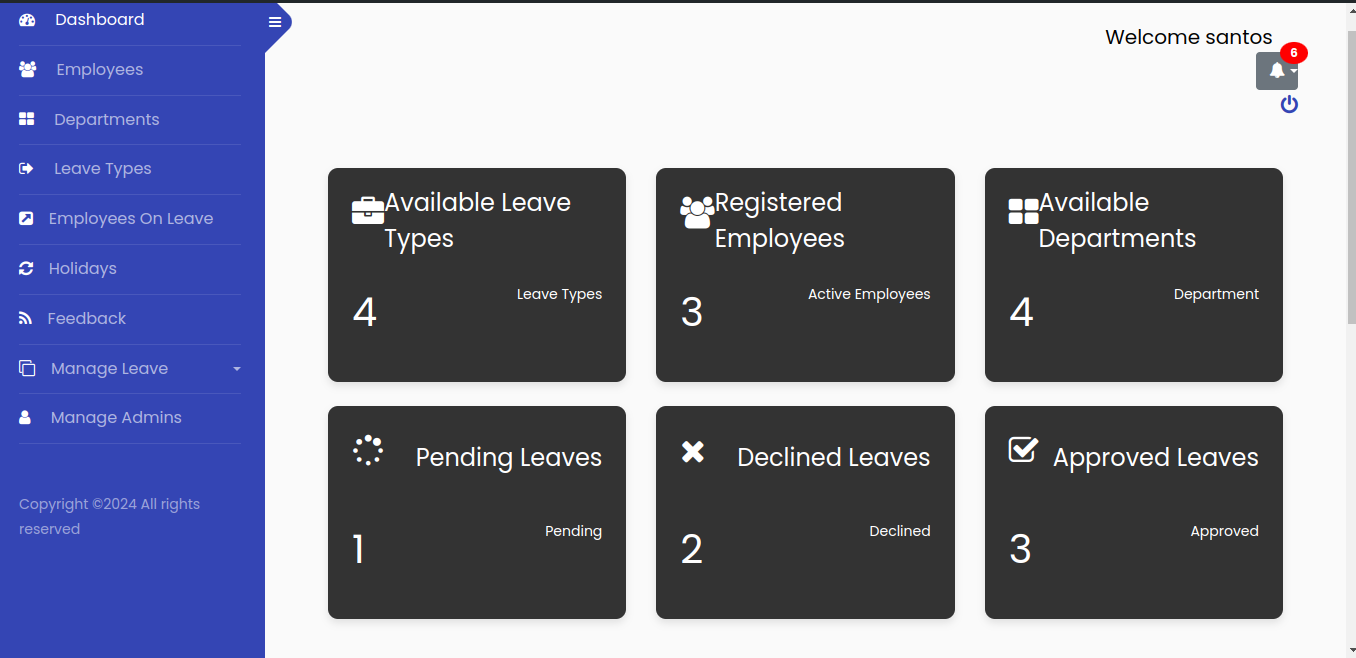 Dashboard
Employees
Departments
Leave Types
Employees On Leave
Holidays
Feedback
Manage Leave
Manage Admins
Copyright ©2024 All rights
reserved
Welcome santos
6
Available Leave
Types
Leave Types
4
Registered
Employees
Active Employees
3
Available
Departments
Department
4
Pending Leaves
Pending
1
Declined Leaves
Declined
2
Approved Leaves
Approved
3